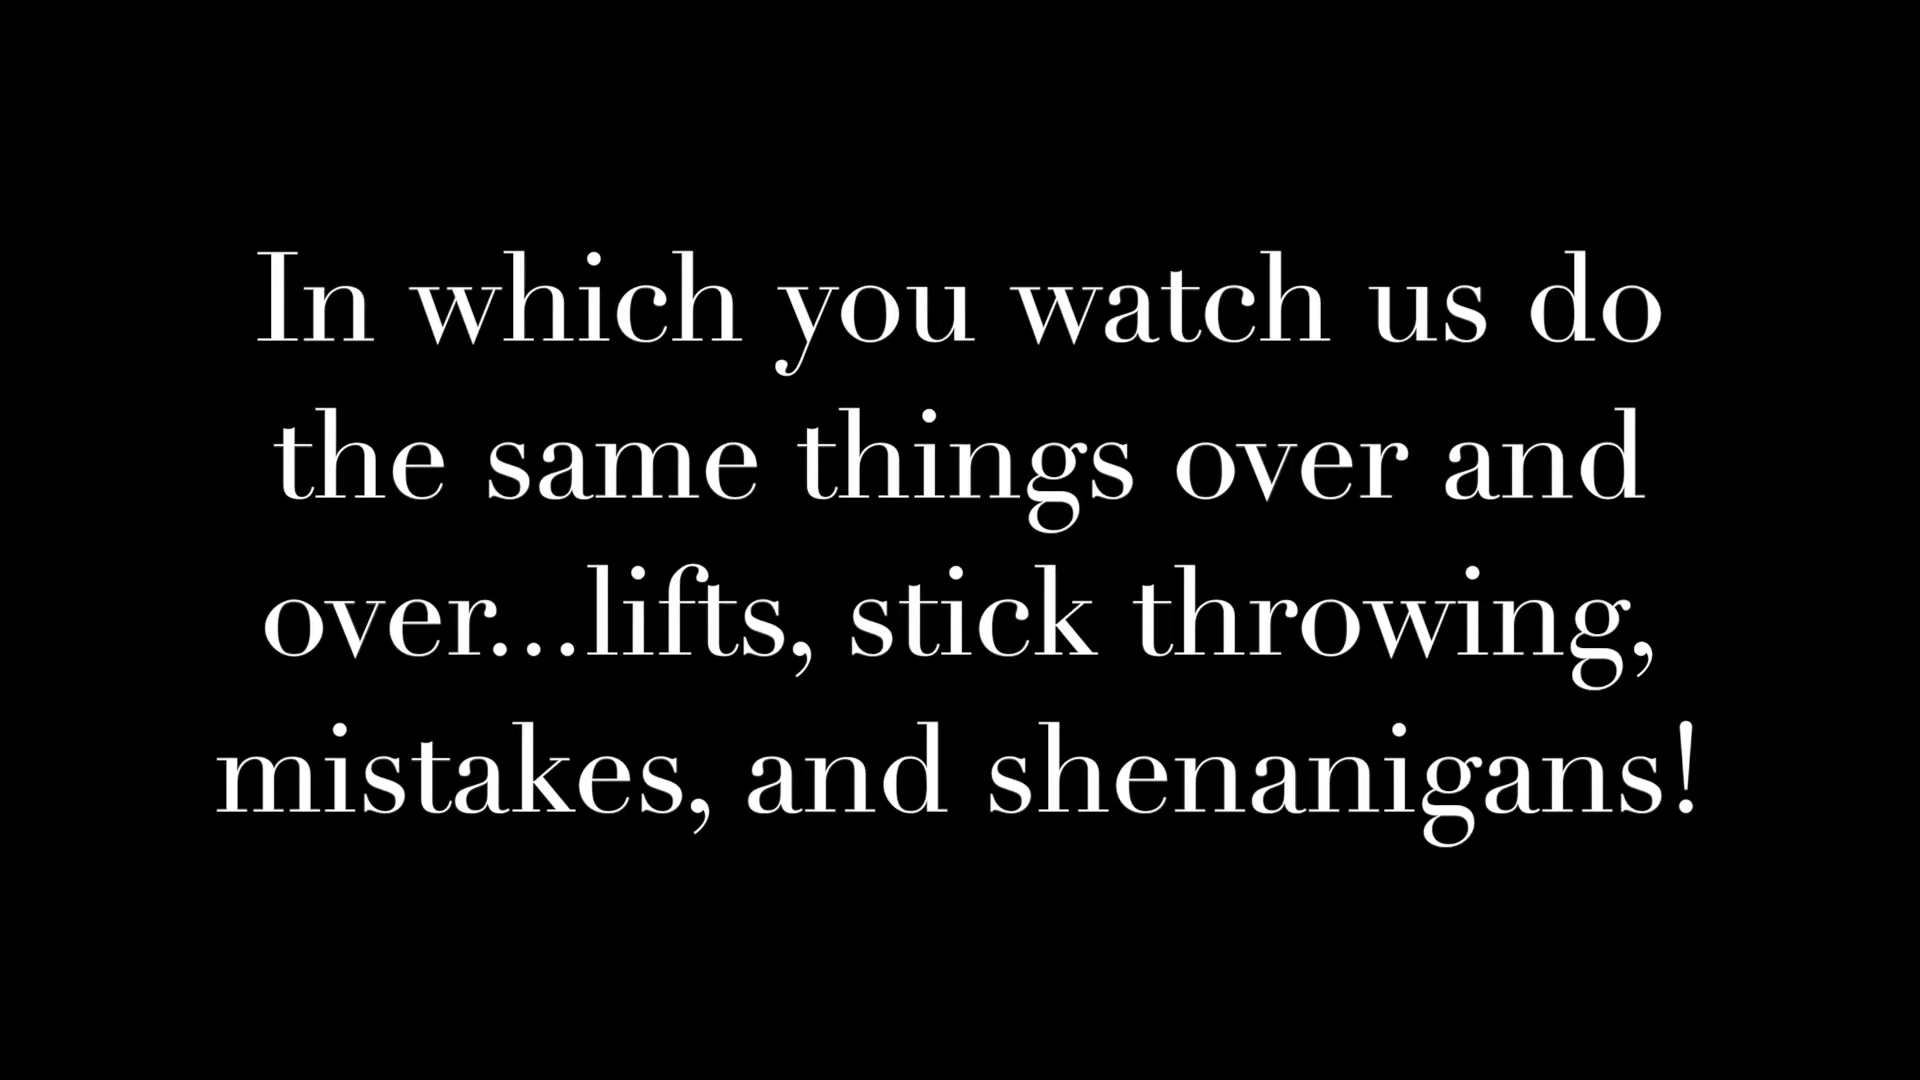 In which you watch us do
the same things over and
over...lifts, stick throwing,
mistakes, and shenanigans!